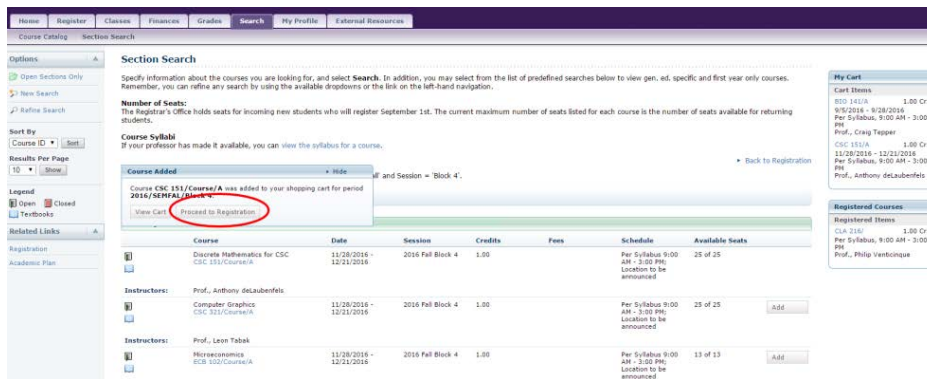 Home Register Classes Finances Grades Search My Profile External Resources
Course Catalog Section Search
Options
Open Sections Only
New Search
Refine Search
Sort By
Course ID Sort
Results Per Page
10 Show
Legend
Open Closed
Textbooks
Related Links
Registration
Academic Plan
Section Search
Specify information about the courses you are looking for, and select Search. In addition, you may select from the list of predefined searches below to view gen. ed. specific and first year only courses.
Remember, you can refine any search by using the available dropdowns or the link on the left-hand navigation.
Number of Seats:
The Registrar's Office holds seats for incoming new students who will register September 1st. The current maximum number of seats listed for each course is the number of seats available for returning
students.
Course Syllabi
If your professor has made it available, you can view the syllabus for a course.
Back to Registration
Course Added Hide
all' and Session = 'Block 4'.
Course CSC 151/Course/A was added to your shopping cart for period
2016/SEMFAL/Block 4.
View Cart Proceed to Registration
Course Date Session Credits Fees Schedule Available Seats
Discrete Mathematics for CSC
CSC 151/Course/A
11/28/2016 -
12/21/2016
2016 Fall Block 4
1.00
Per Syllabus 9:00
AM - 3:00 PM;
Location to be
announced
25 of 25
Instructors: Prof., Anthony deLaubenfels
Computer Graphics
CSC 321/Course/A
11/28/2016 -
12/21/2016
2016 Fall Block 4
1.00
Per Syllabus 9:00
AM - 3:00 PM;
Location to be
announced
25 of 25
Add
Instructors: Prof., Leon Tabak
Microeconomics
ECB 102/Course/A
11/28/2016 -
12/21/2016
2016 Fall Block 4
1.00
Per Syllabus 9:00
AM - 3:00 PM;
Location to be
announced
13 of 13
Add
My Cart
Cart Items
BIO 141/A 1.00 Cr
9/5/2016 - 9/28/2016
Per Syllabus, 9:00 AM - 3:00
PM
Prof., Craig Tepper
CSC 151/A 1.00 Cr
11/28/2016 - 12/21/2016
Per Syllabus, 9:00 AM - 3:00
PM
Prof., Anthony deLaubenfels
Registered Courses
Registered Items
CLA 216/ 1.00 Cr
Per Syllabus, 9:00 AM - 3:00
PM
Prof., Philip Venticinque